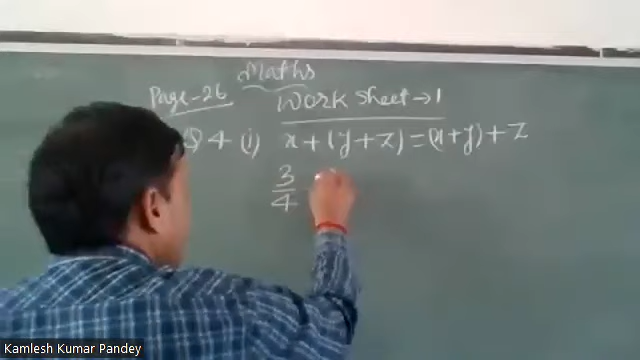 Maths
Page-26
Work Sheet → 1
Q 4 (i) x + (y + z) = (x + y) + z
3/4
Kamlesh Kumar Pandey